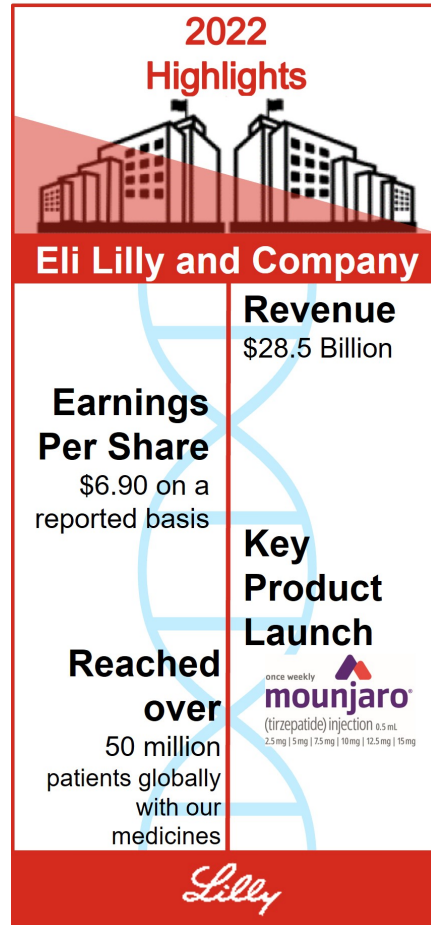 2022
Highlights
Eli Lilly and Company
Revenue
$28.5 Billion
Earnings
Per Share
$6.90 on a
reported basis
Key
Product
Launch
once weekly
mounjaro®
(tirzepatide) injection 0.5 mL
2.5 mg | 5 mg | 7.5 mg | 10 mg | 12.5 mg | 15 mg
Reached
over
50 million
patients globally
with our
medicines
Lilly